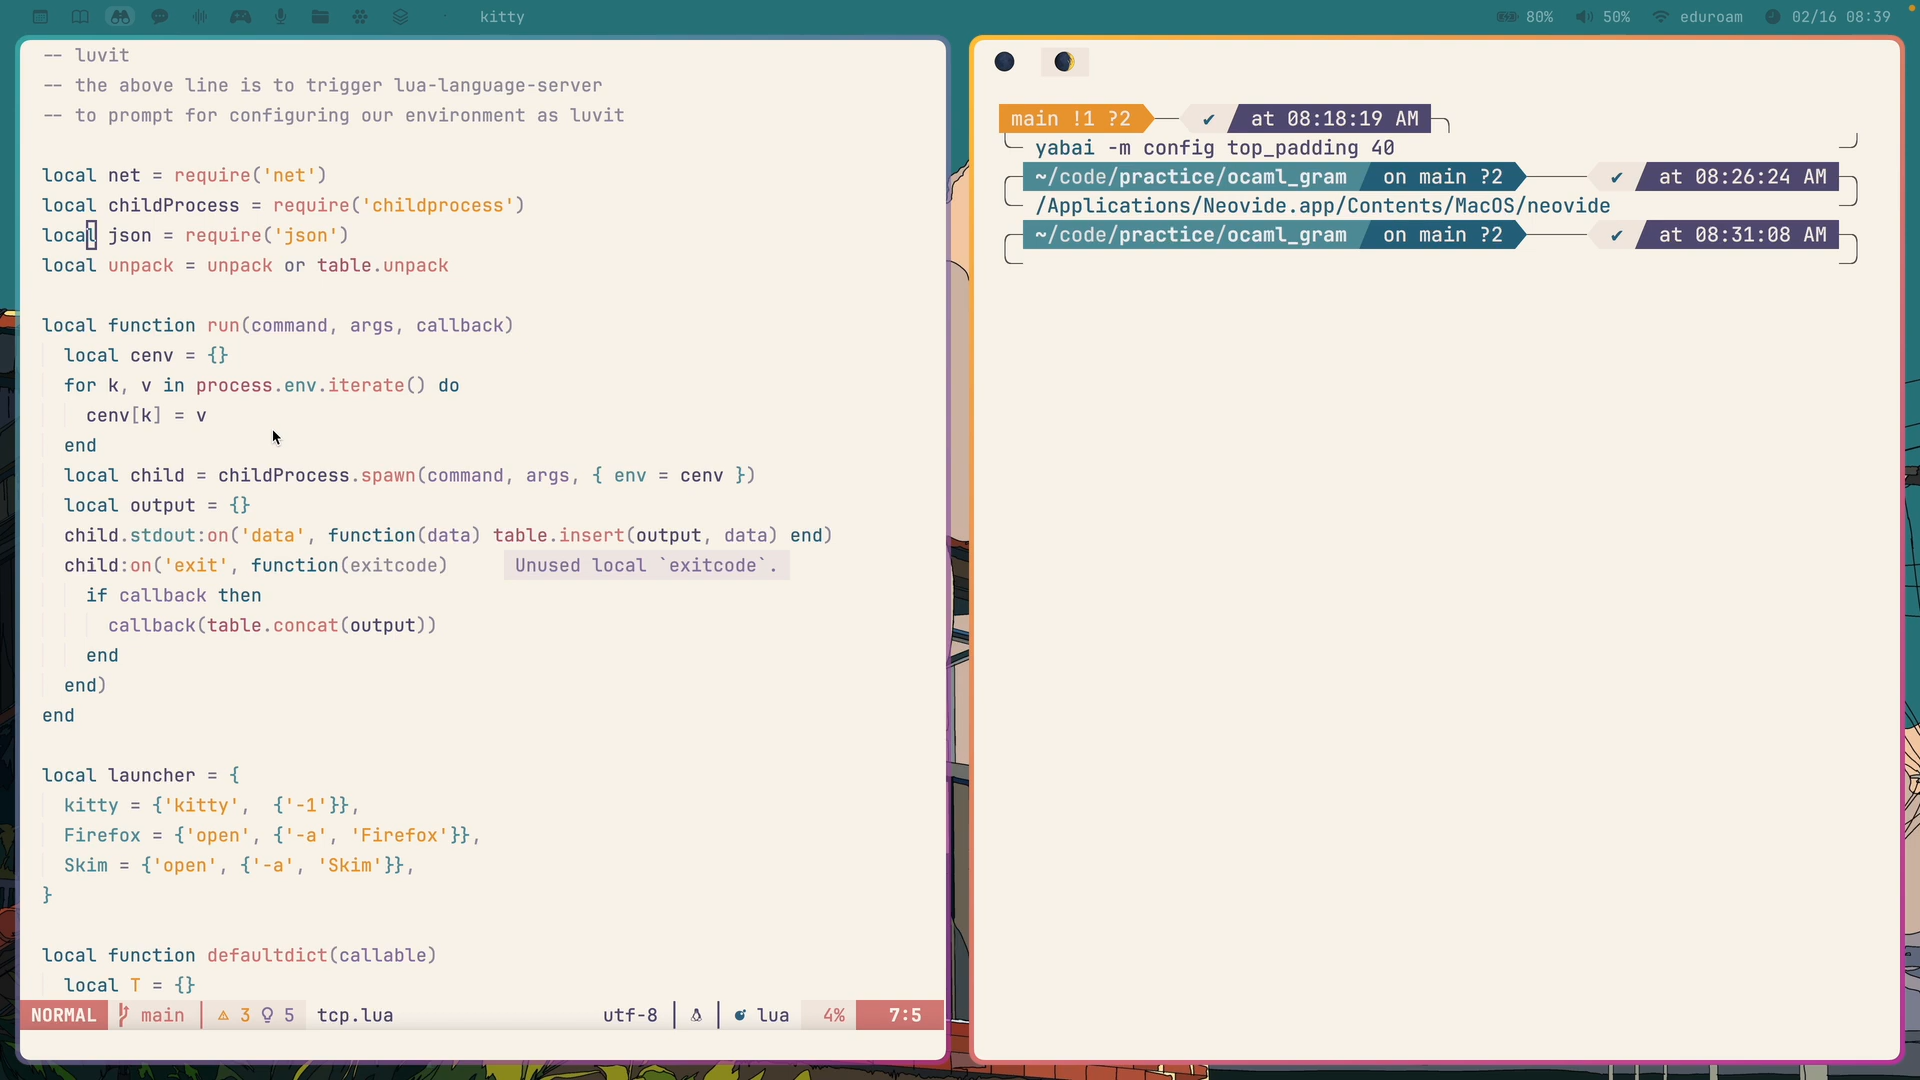 kitty
80% 50% eduroam 02/16 08:39
-- luvit
-- the above line is to trigger lua-language-server
-- to prompt for configuring our environment as luvit
local net = require('net')
local childProcess = require('childprocess')
local json = require('json')
local unpack = unpack or table.unpack
local function run(command, args, callback)
local cenv = {}
for k, v in process.env.iterate() do
cenv[k] = v
end
local child = childProcess.spawn(command, args, { env = cenv })
local output = {}
child.stdout:on('data', function(data) table.insert(output, data) end)
child:on('exit', function(exitcode) Unused local `exitcode`.
if callback then
callback(table.concat(output))
end
end)
end
local launcher = {
kitty = {'kitty', {'-1'}},
Firefox = {'open', {'-a', 'Firefox'}},
Skim = {'open', {'-a', 'Skim'}},
}
local function defaultdict(callable)
local T = {}
NORMAL main 3 5 tcp.lua utf-8 lua 4% 7:5
main !1 ?2 ✔ at 08:18:19 AM
yabai -m config top_padding 40
~/code/practice/ocaml_gram on main ?2 ✔ at 08:26:24 AM
/Applications/Neovide.app/Contents/MacOS/neovide
~/code/practice/ocaml_gram on main ?2 ✔ at 08:31:08 AM